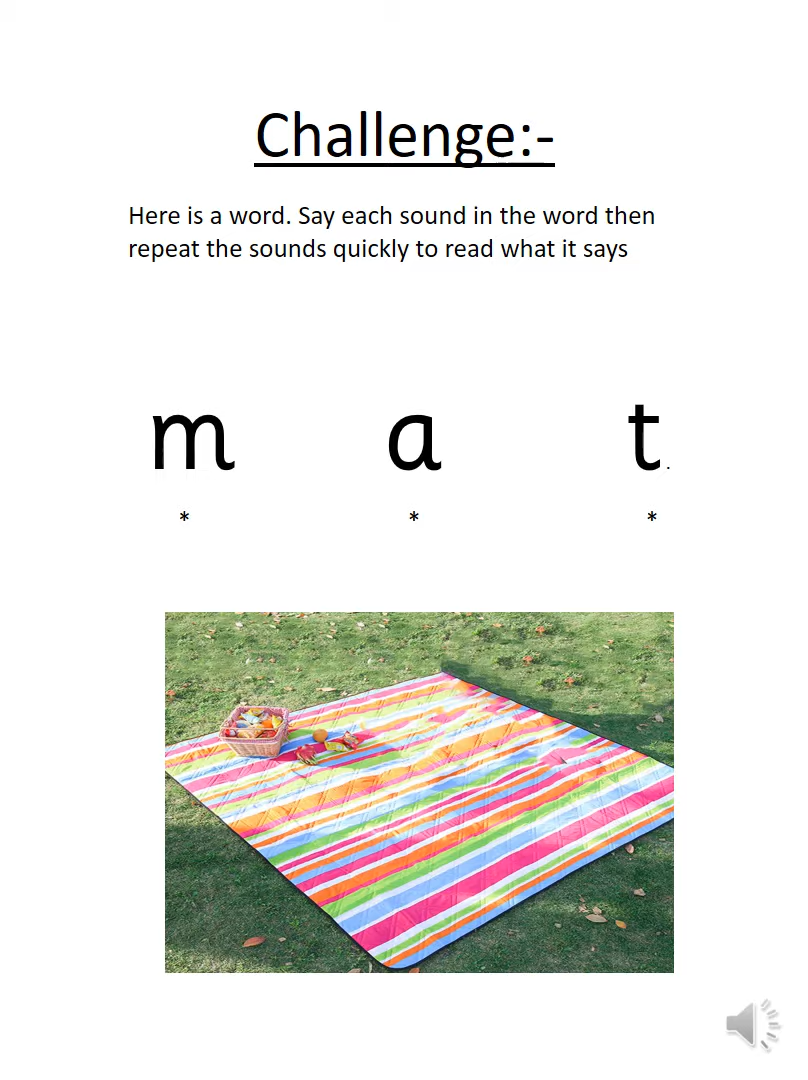 Challenge:-
Here is a word. Say each sound in the word then
repeat the sounds quickly to read what it says
m a t.
* * *